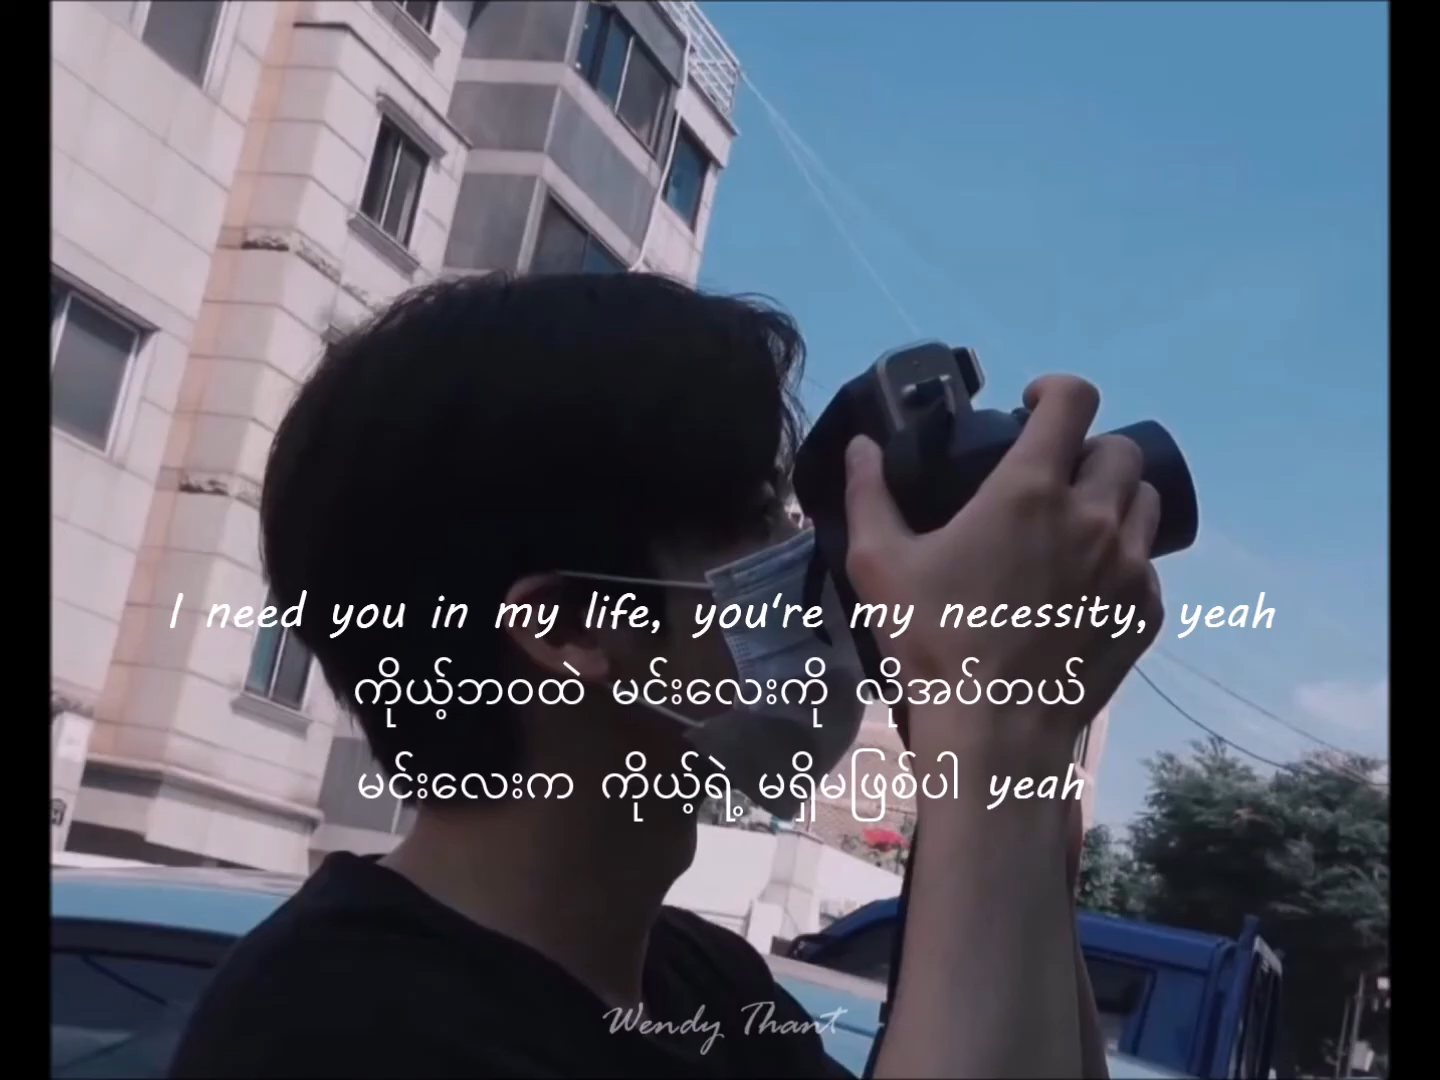 I need you in my life, you're my necessity, yeah
ကိုယ့်ဘဝထဲ မင်းလေးကို လိုအပ်တယ်
မင်းလေးက ကိုယ့်ရဲ့ မရှိမဖြစ်ပါ yeah
Wendy Thant